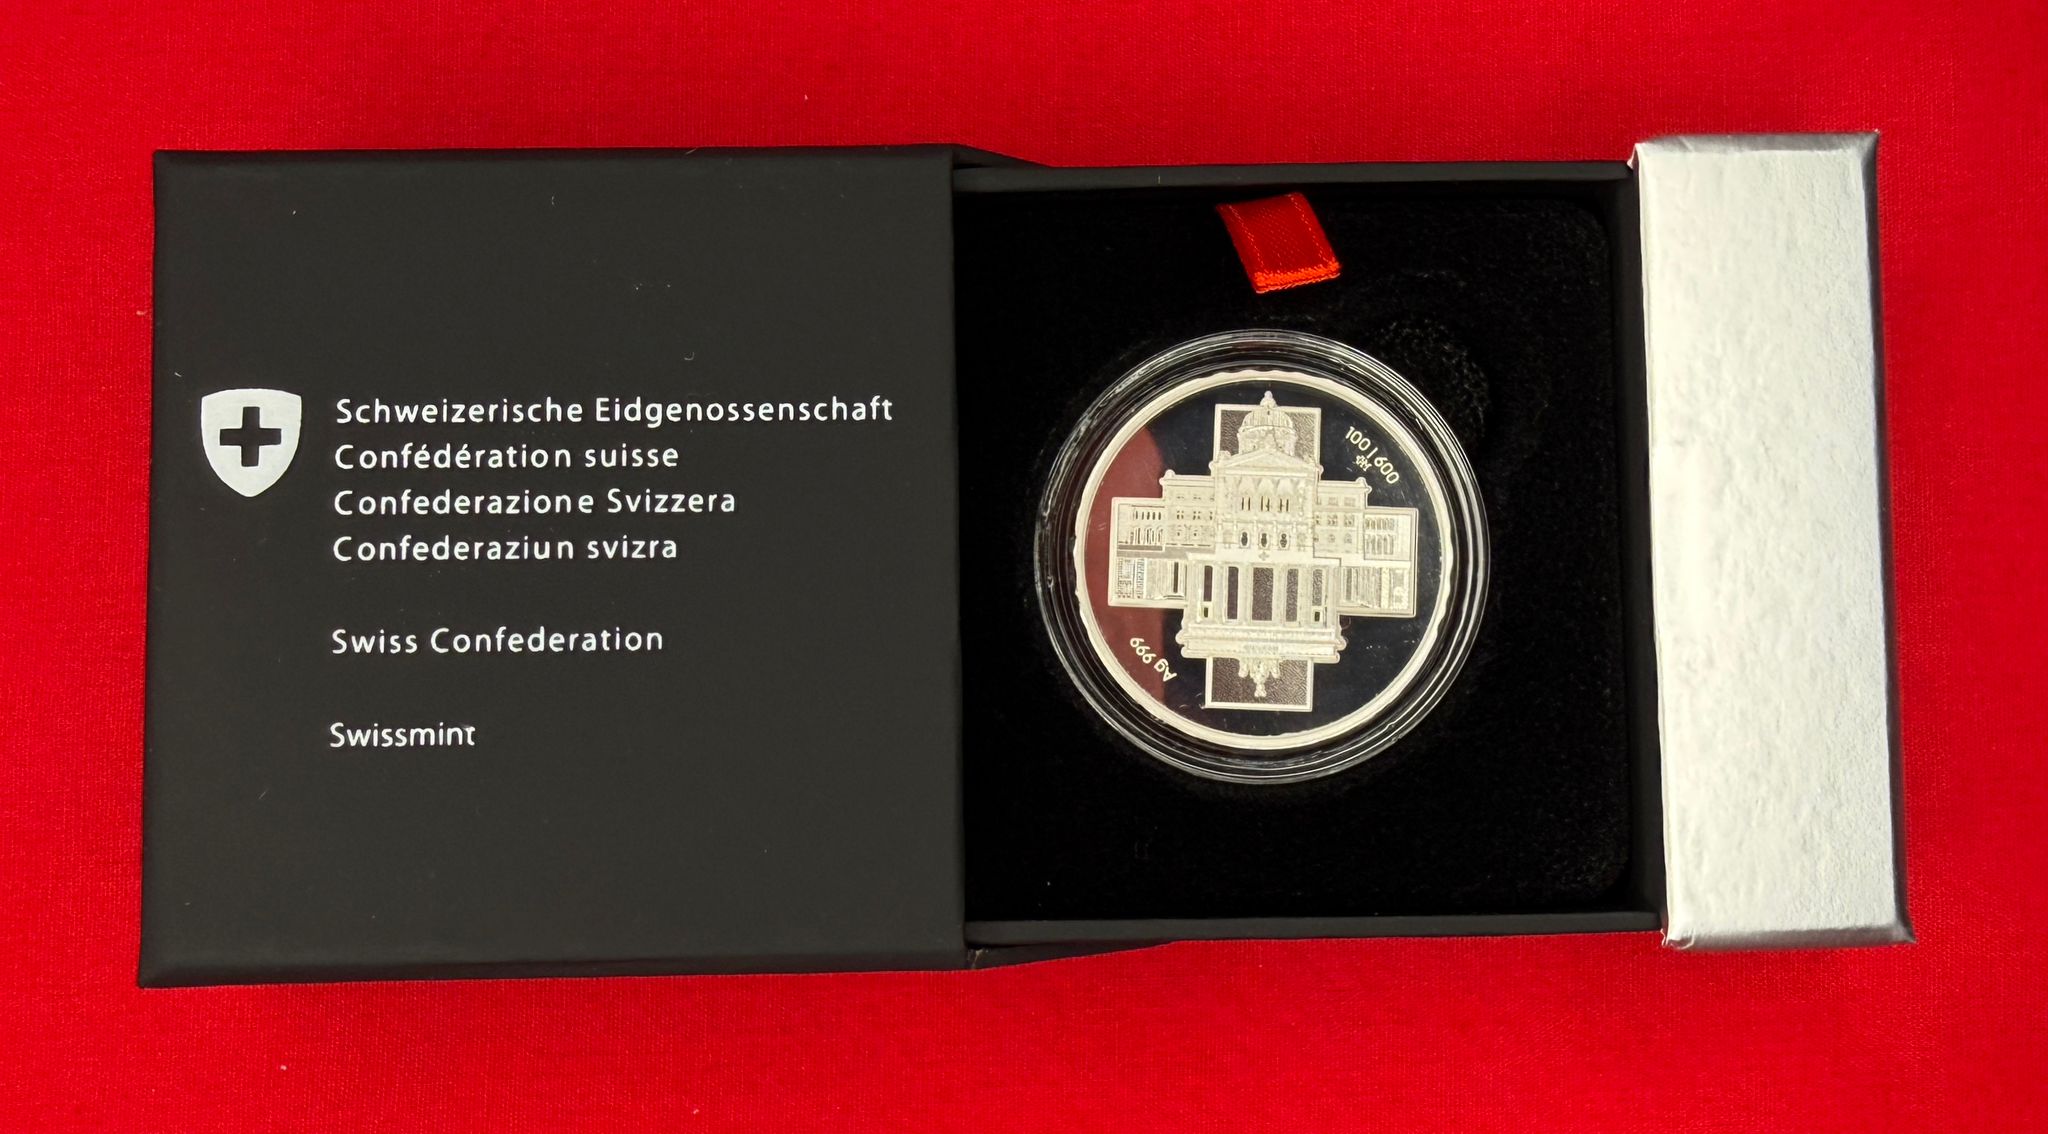 Schweizerische Eidgenossenschaft
Confédération suisse
Confederazione Svizzera
Confederaziun svizra
Swiss Confederation
Swissmint
100 | 600
Ag 999